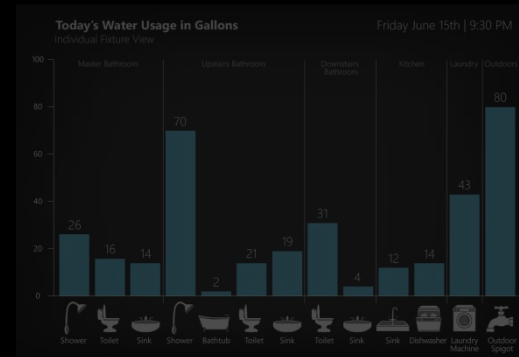 Today's Water Usage in Gallons
Friday June 15th | 9:30 PM
Individual Fixture View
100
80
60
40
20
0
Master Bathroom
Upstairs Bathroom
Downstairs
Bathroom
Kitchen
Laundry
Outdoors
26
16
14
70
2
21
19
31
4
12
14
43
80
Shower
Toilet
Sink
Shower
Bathtub
Toilet
Sink
Toilet
Sink
Sink
Dishwasher
Laundry
Machine
Outdoor
Spigot